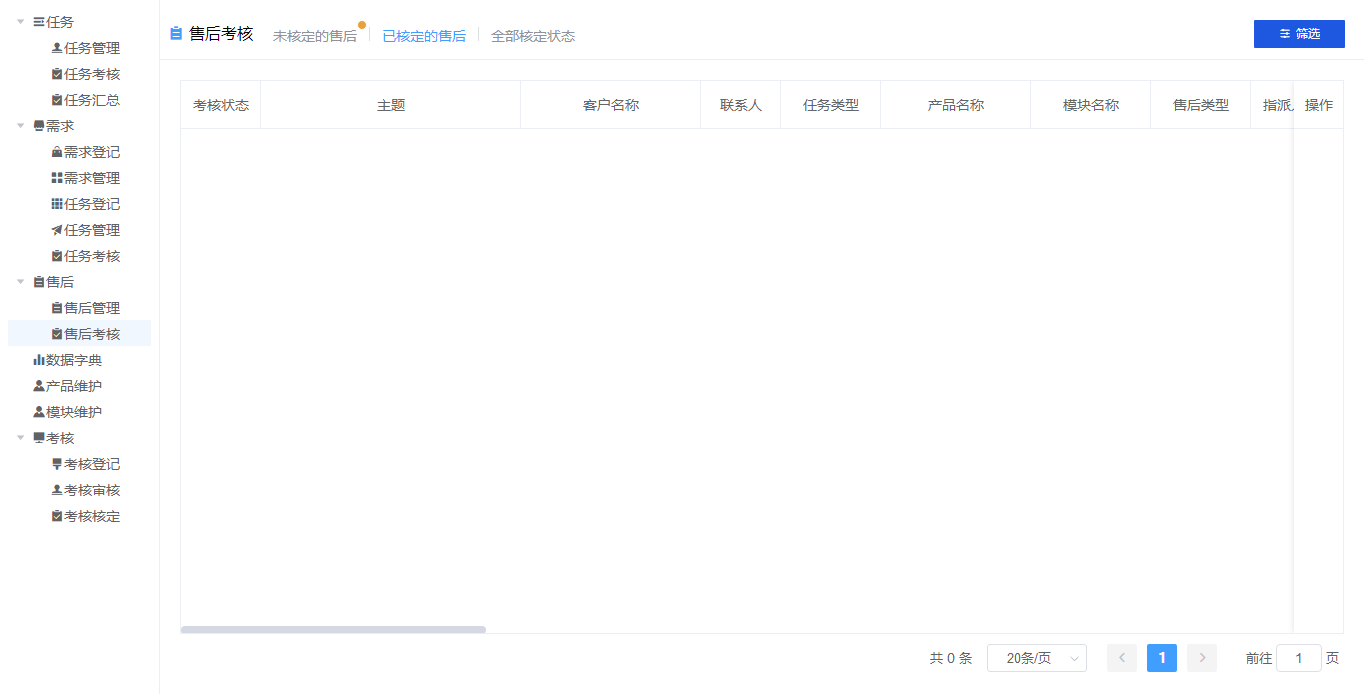 任务
任务管理
任务考核
任务汇总
需求
需求登记
需求管理
任务登记
任务管理
任务考核
售后
售后管理
售后考核
数据字典
产品维护
模块维护
考核
考核登记
考核审核
考核核定
售后考核 未核定的售后 已核定的售后 全部核定状态 筛选
考核状态 主题 客户名称 联系人 任务类型 产品名称 模块名称 售后类型 指派 操作
共 0 条 20条/页 1 前往 1 页